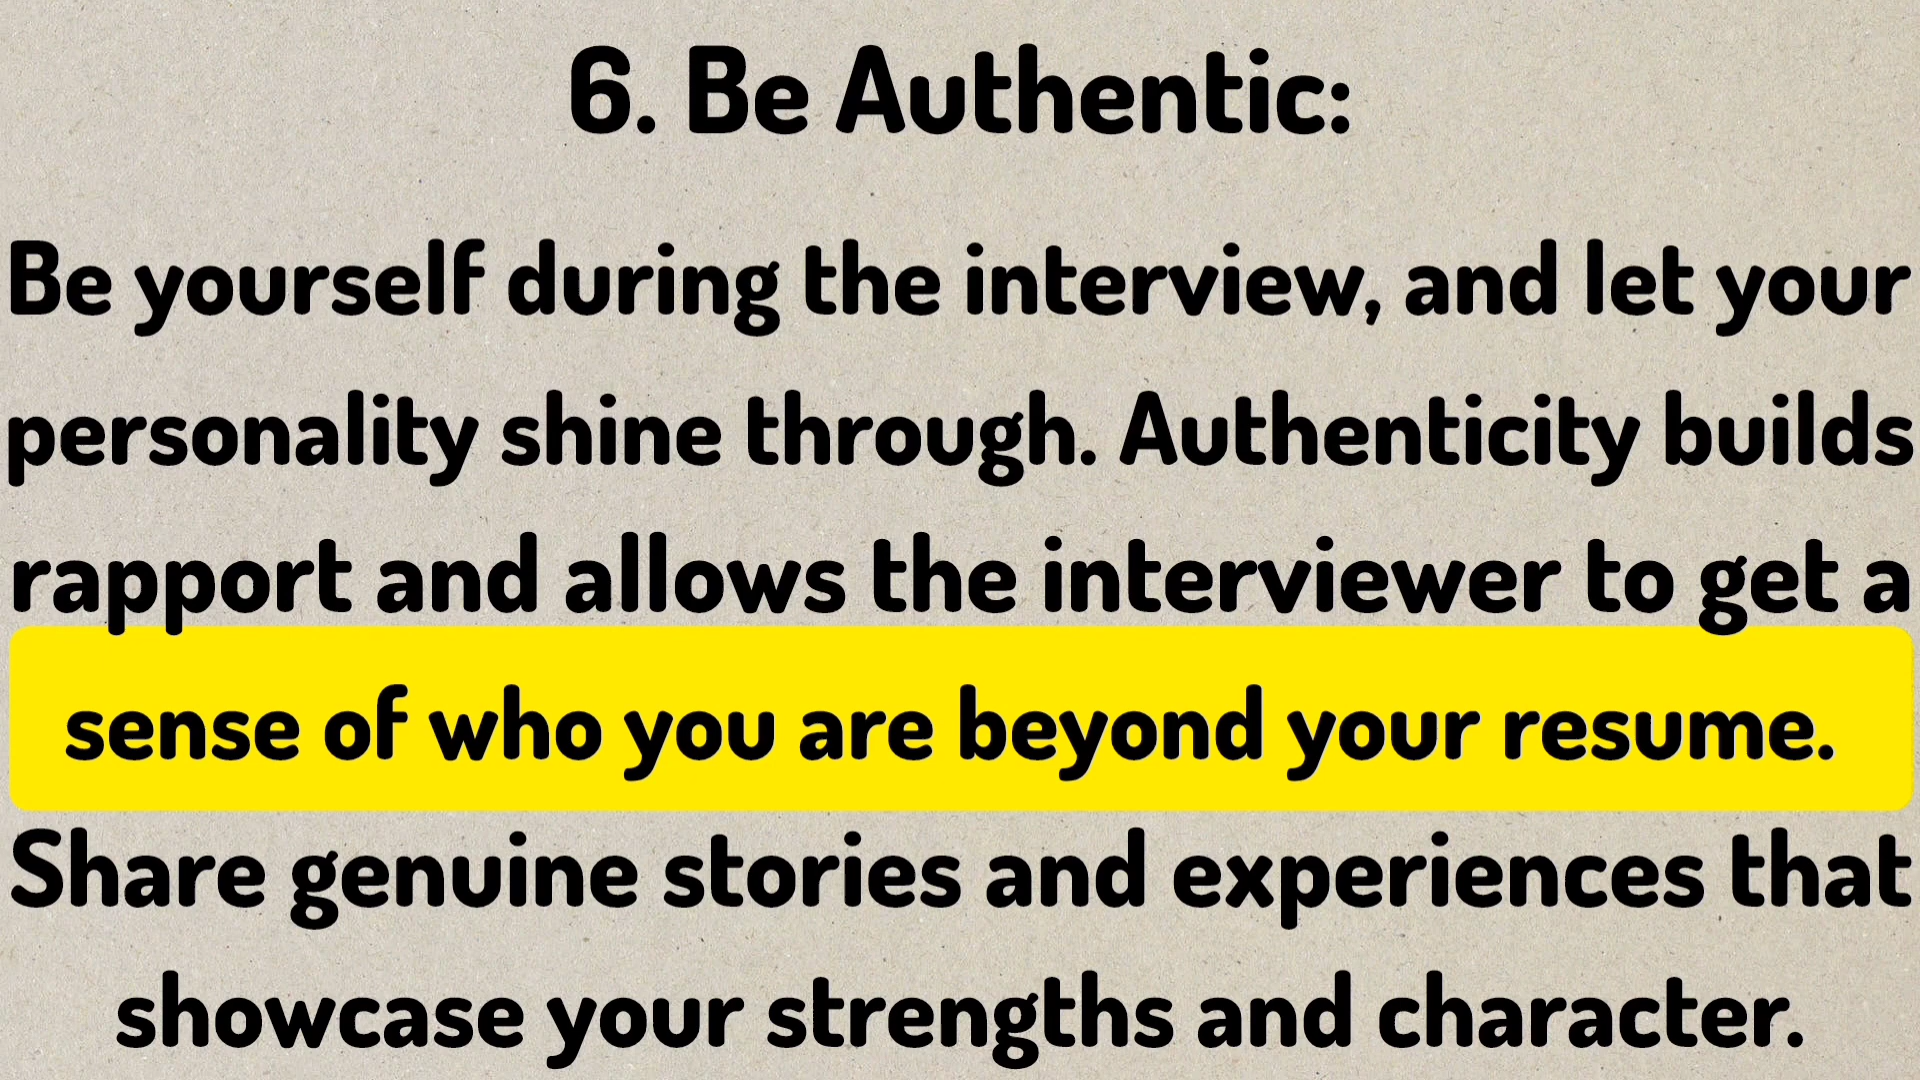 6. Be Authentic:
Be yourself during the interview, and let your
personality shine through. Authenticity builds
rapport and allows the interviewer to get a
sense of who you are beyond your resume.
Share genuine stories and experiences that
showcase your strengths and character.